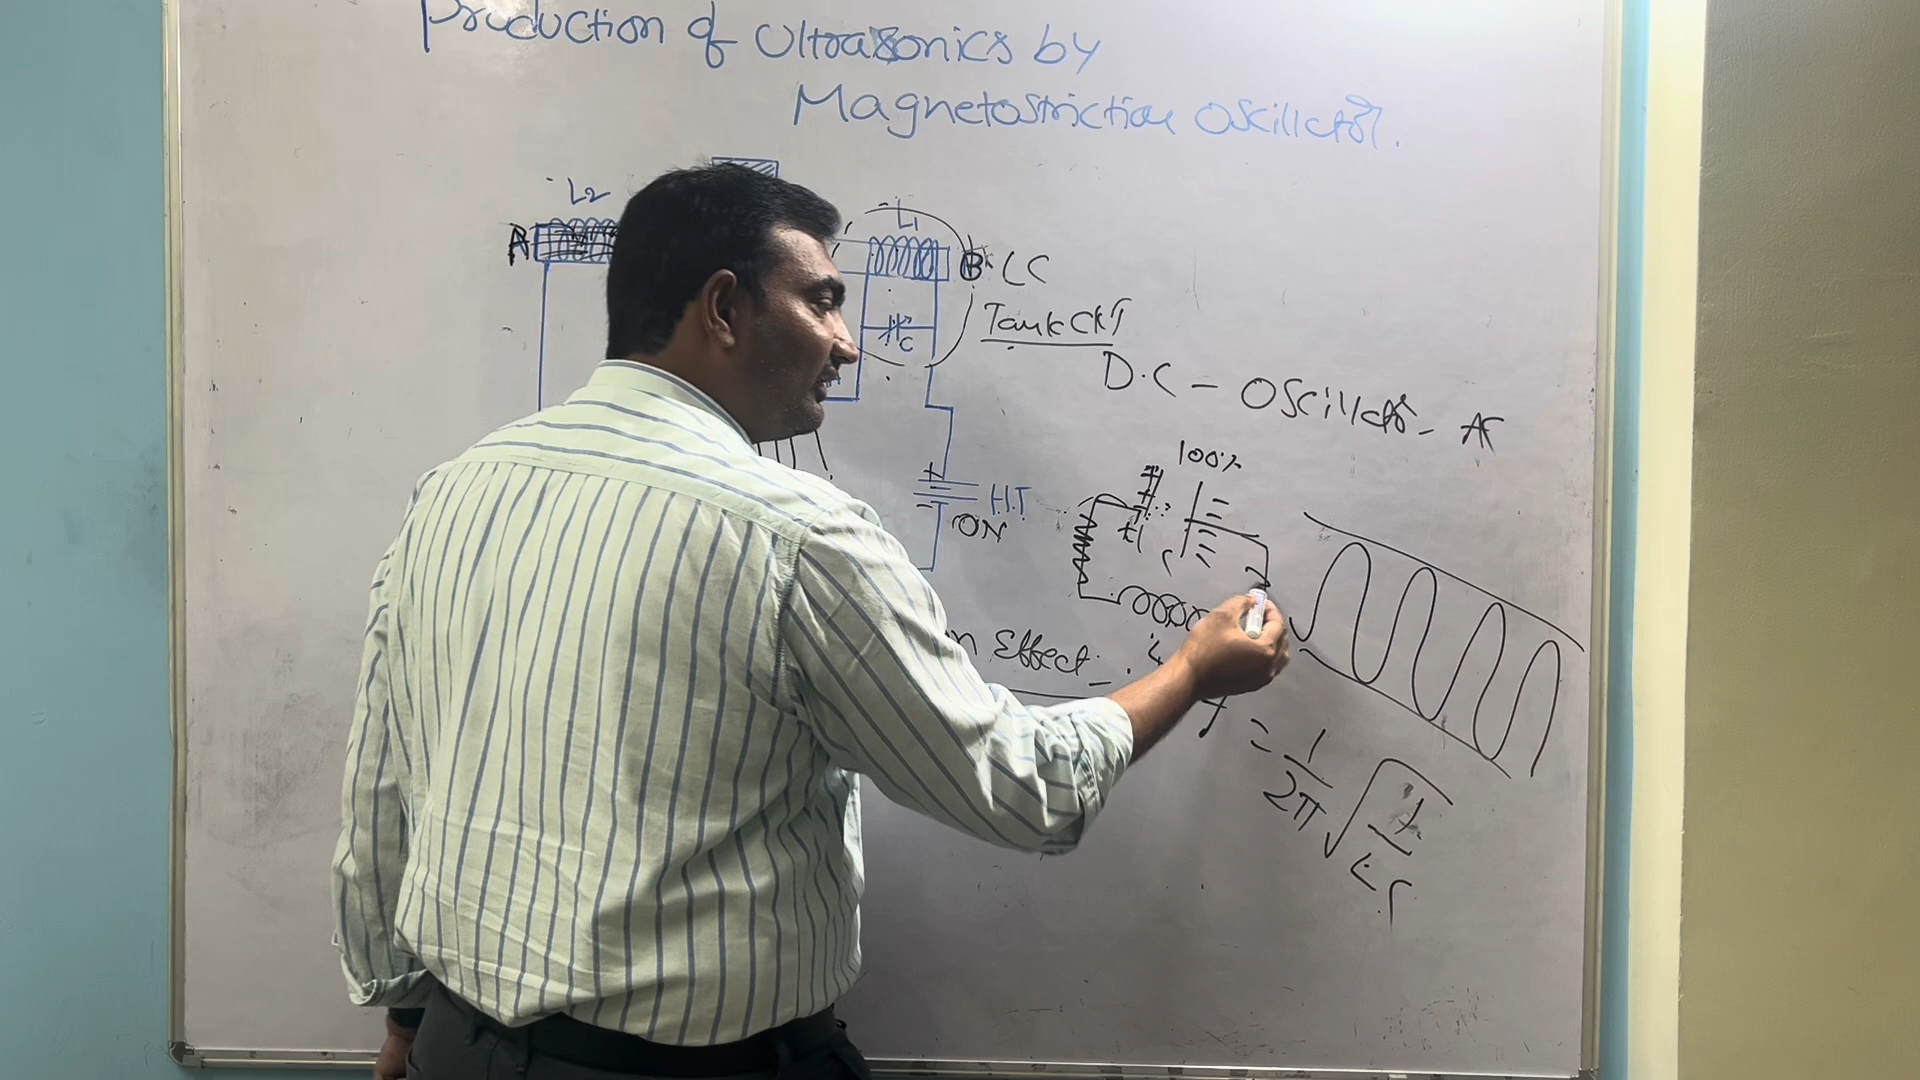 Production of Ultrasonics by
Magnetostriction Oscillator.
L2
L1
A
B
LC
C
Tank CKT
D.C - Oscillator - AC
100%
+
H.T
ON
n Effect -
f = 1/2π √1/LC